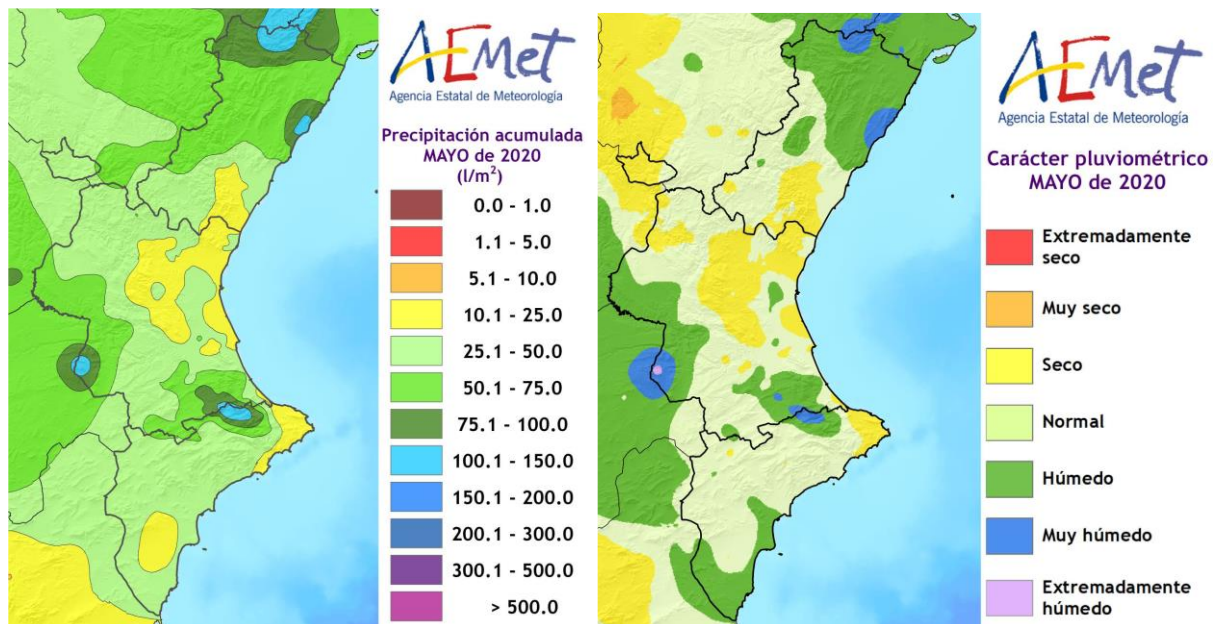 AEMet
Agencia Estatal de Meteorología
Precipitación acumulada
MAYO de 2020
(l/m²)
0.0 - 1.0
1.1 - 5.0
5.1 - 10.0
10.1 - 25.0
25.1 - 50.0
50.1 - 75.0
75.1 - 100.0
100.1 - 150.0
150.1 - 200.0
200.1 - 300.0
300.1 - 500.0
> 500.0
AEMet
Agencia Estatal de Meteorología
Carácter pluviométrico
MAYO de 2020
Extremadamente
seco
Muy seco
Seco
Normal
Húmedo
Muy húmedo
Extremadamente
húmedo